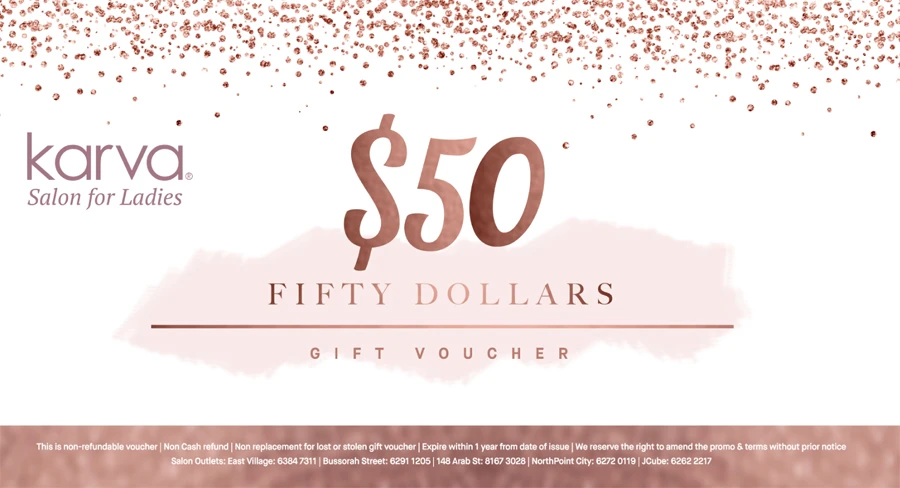 karva®
Salon for Ladies
$50
FIFTY DOLLARS
GIFT VOUCHER
This is non-refundable voucher | Non Cash refund | Non replacement for lost or stolen gift voucher | Expire within 1 year from date of issue | We reserve the right to amend the promo & terms without prior notice
Salon Outlets: East Village: 6384 7311 | Bussorah Street: 6291 1205 | 148 Arab St: 8167 3028 | NorthPoint City: 6272 0119 | JCube: 6262 2217